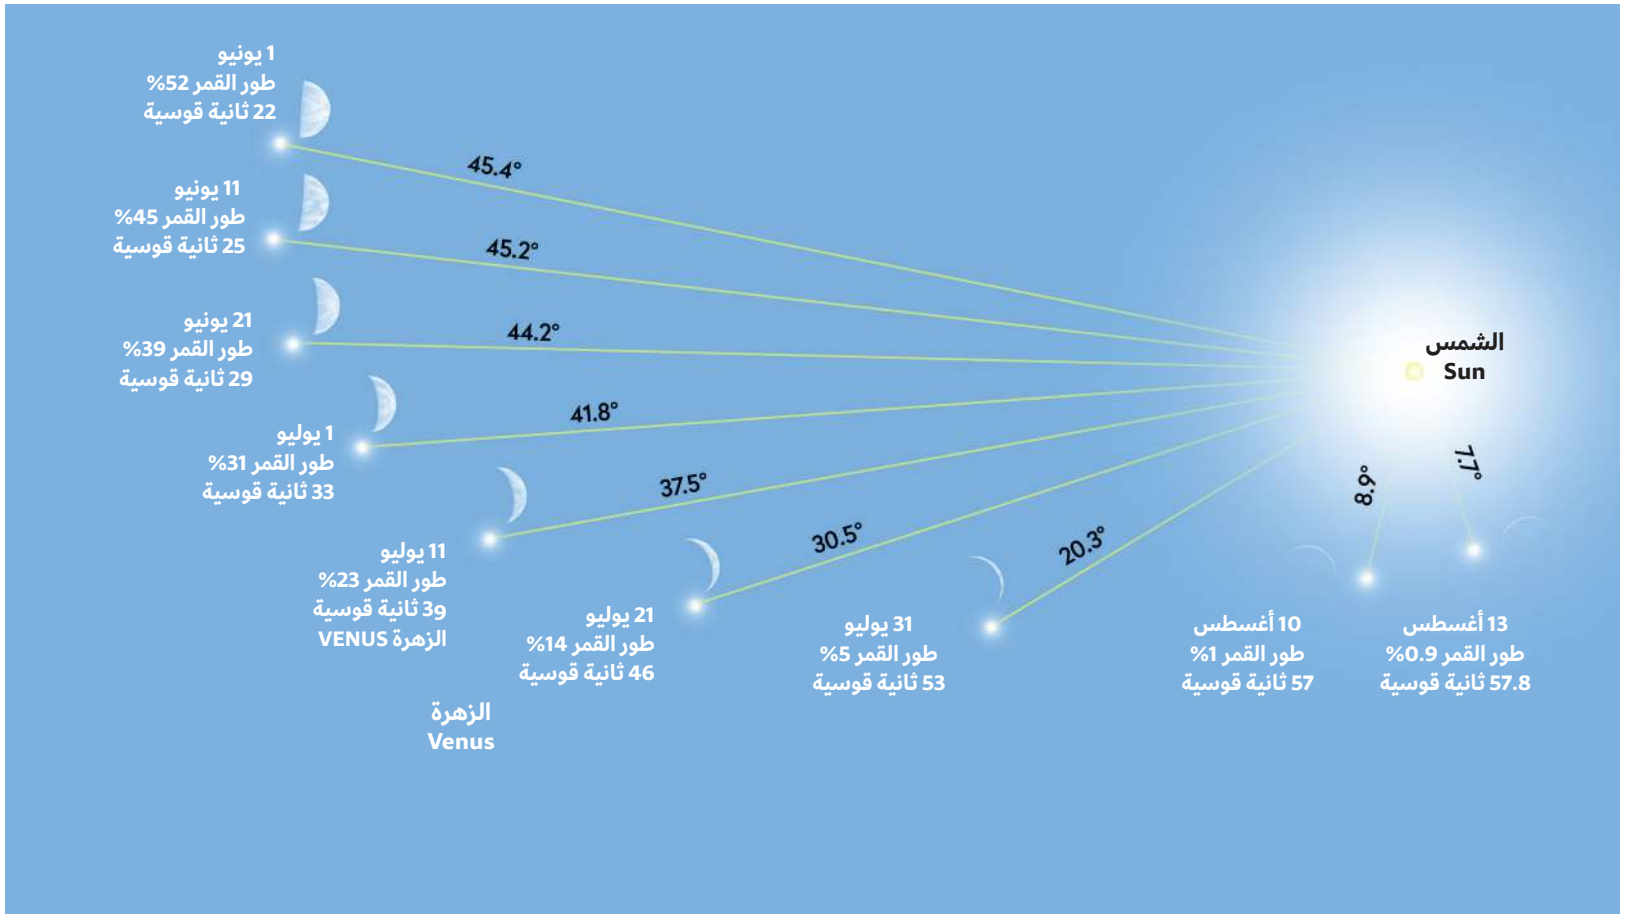 1 يونيو
طور القمر 52%
22 ثانية قوسية
45.4°
11 يونيو
طور القمر 45%
25 ثانية قوسية
45.2°
21 يونيو
طور القمر 39%
29 ثانية قوسية
44.2°
الشمس
Sun
1 يوليو
طور القمر 31%
33 ثانية قوسية
41.8°
11 يوليو
طور القمر 23%
39 ثانية قوسية
الزهرة VENUS
37.5°
21 يوليو
طور القمر 14%
46 ثانية قوسية
30.5°
31 يوليو
طور القمر 5%
53 ثانية قوسية
20.3°
10 أغسطس
طور القمر 1%
57 ثانية قوسية
8.9°
13 أغسطس
طور القمر 0.9%
57.8 ثانية قوسية
7.7°
الزهرة
Venus